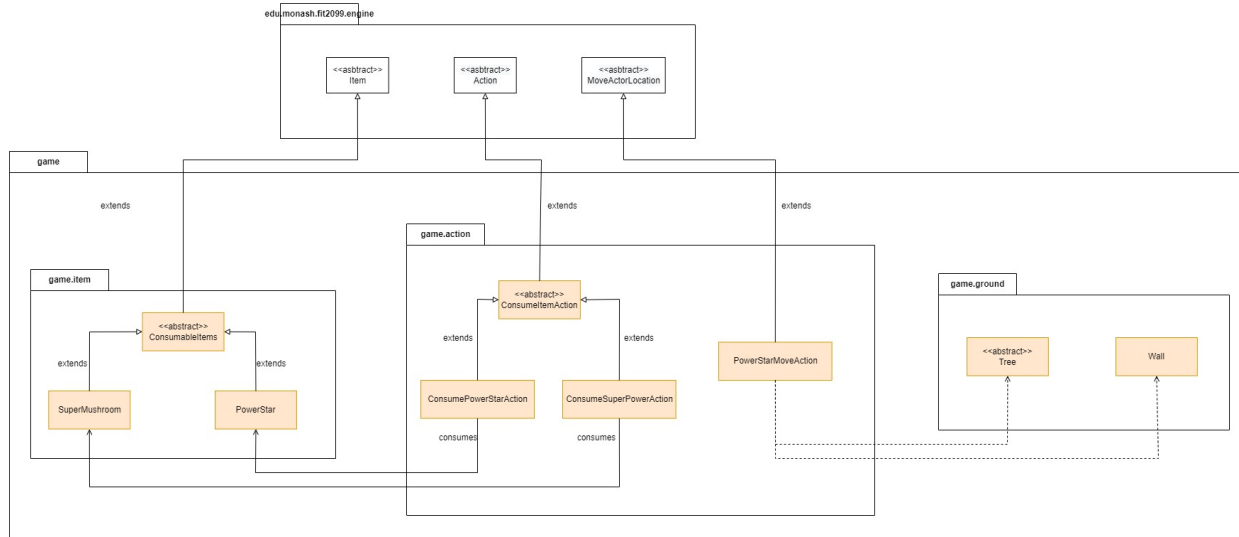 edu.monash.fit2099.engine
<<asbtract>>
Item
<<asbtract>>
Action
<<asbtract>>
MoveActorLocation
game
extends
extends
extends
game.action
game.item
game.ground
<<abstract>>
ConsumeItemAction
<<abstract>>
ConsumableItems
extends
extends
SuperMushroom
PowerStar
extends
extends
ConsumePowerStarAction
ConsumeSuperPowerAction
PowerStarMoveAction
<<abstract>>
Tree
Wall
consumes
consumes